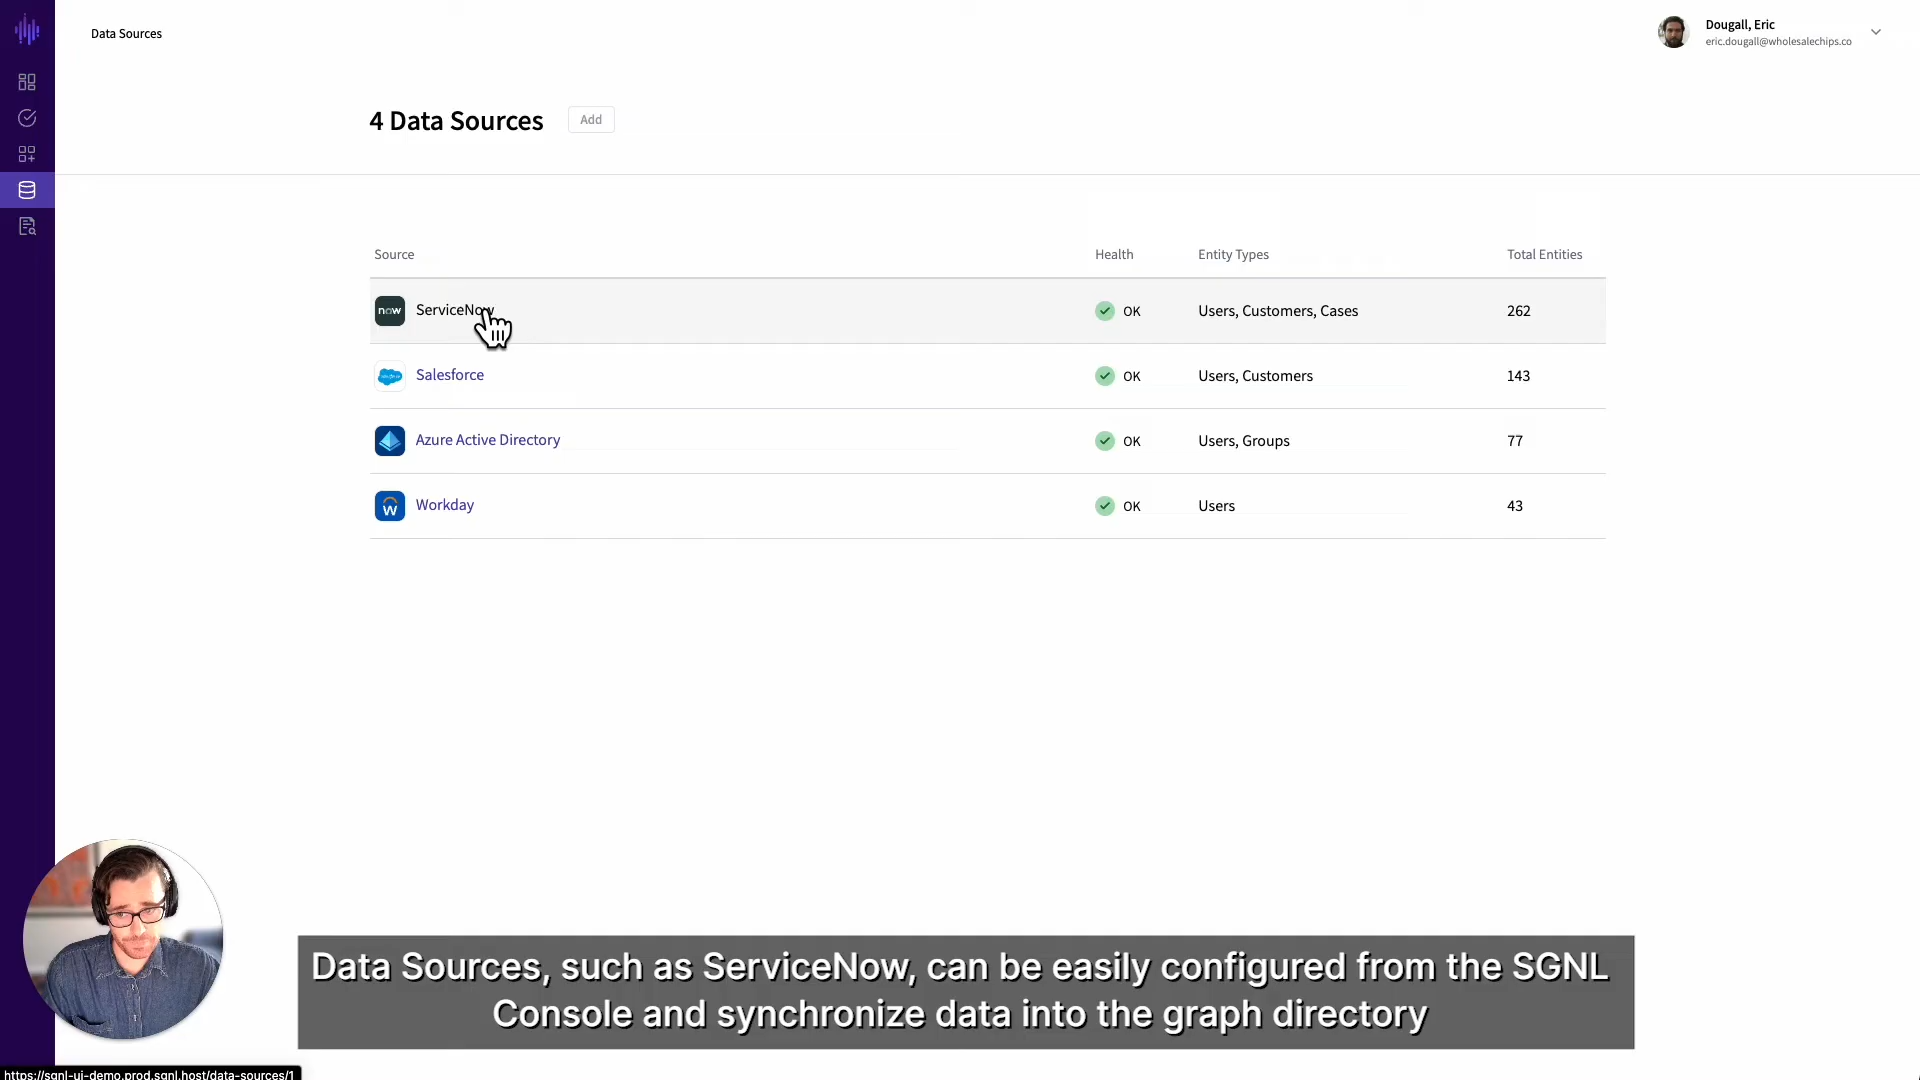 Data Sources
Dougall, Eric
eric.dougall@wholesalechips.co
4 Data Sources
Add
Source Health Entity Types Total Entities
now ServiceNow OK Users, Customers, Cases 262
Salesforce OK Users, Customers 143
Azure Active Directory OK Users, Groups 77
W Workday OK Users 43
Data Sources, such as ServiceNow, can be easily configured from the SGNL
Console and synchronize data into the graph directory
https://sgnl-ui-demo.prod.sgnl.host/data-sources/1